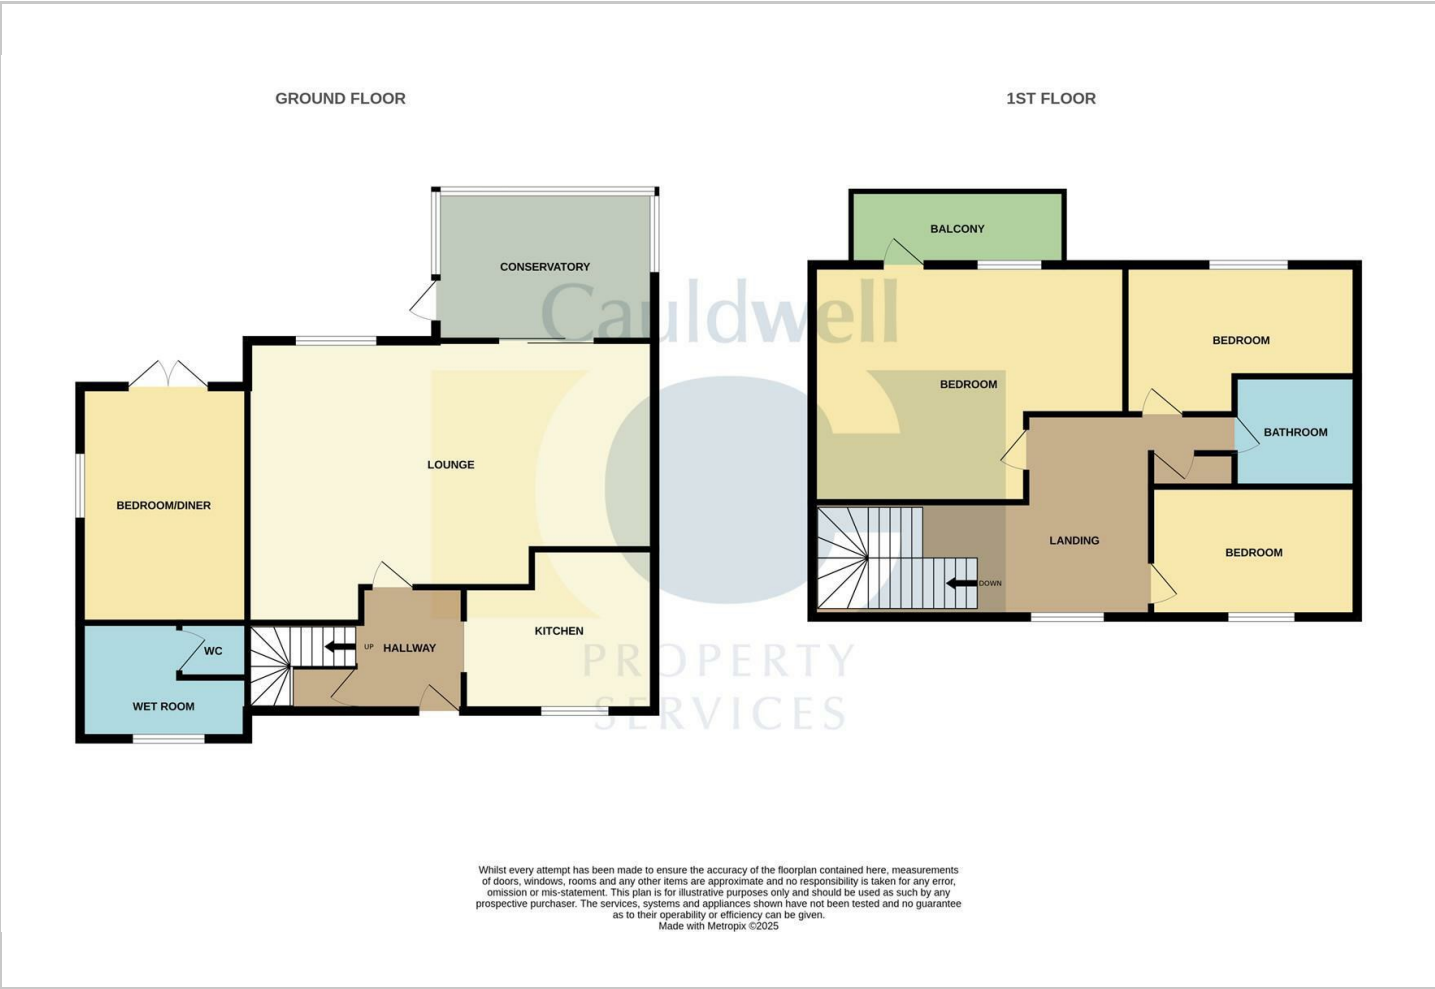 GROUND FLOOR
1ST FLOOR
BALCONY
CONSERVATORY
Cauldwell
BEDROOM
BEDROOM
BATHROOM
LOUNGE
BEDROOM/DINER
LANDING
BEDROOM
DOWN
KITCHEN
UP
HALLWAY
WC
WET ROOM
PROPERTY
SERVICES
Whilst every attempt has been made to ensure the accuracy of the floorplan contained here, measurements
of doors, windows, rooms and any other items are approximate and no responsibility is taken for any error,
omission or mis-statement. This plan is for illustrative purposes only and should be used as such by any
prospective purchaser. The services, systems and appliances shown have not been tested and no guarantee
as to their operability or efficiency can be given.
Made with Metropix ©2025